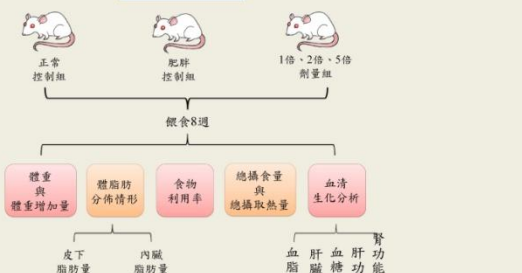 正常
控制組
肥胖
控制組
1倍、2倍、5倍
劑量組
餵食8週
體重
與
體重增加量
體脂肪
分佈情形
食物
利用率
總攝食量
與
總攝取熱量
血清
生化分析
皮下
脂肪量
內臟
脂肪量
血脂
肝臟
血糖
肝功
腎功能